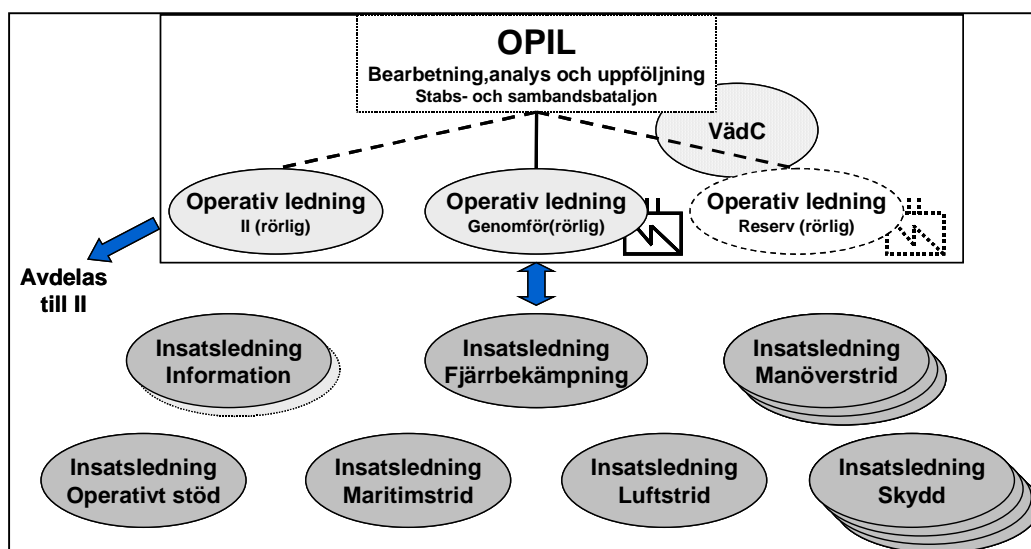 OPIL
Bearbetning,analys och uppföljning
Stabs- och sambandsbataljon
VädC
Operativ ledning
II (rörlig)
Operativ ledning
Genomför(rörlig)
Operativ ledning
Reserv (rörlig)
Avdelas
till II
Insatsledning
Information
Insatsledning
Fjärrbekämpning
Insatsledning
Manöverstrid
Insatsledning
Operativt stöd
Insatsledning
Maritimstrid
Insatsledning
Luftstrid
Insatsledning
Skydd